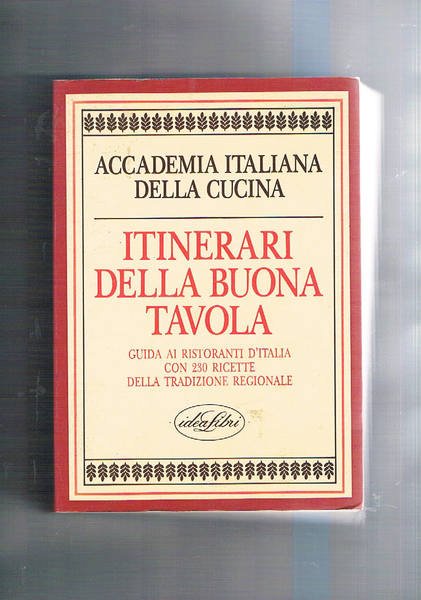 ACCADEMIA ITALIANA
DELLA CUCINA
ITINERARI
DELLA BUONA
TAVOLA
GUIDA AI RISTORANTI D'ITALIA
CON 230 RICETTE
DELLA TRADIZIONE REGIONALE
idealibri